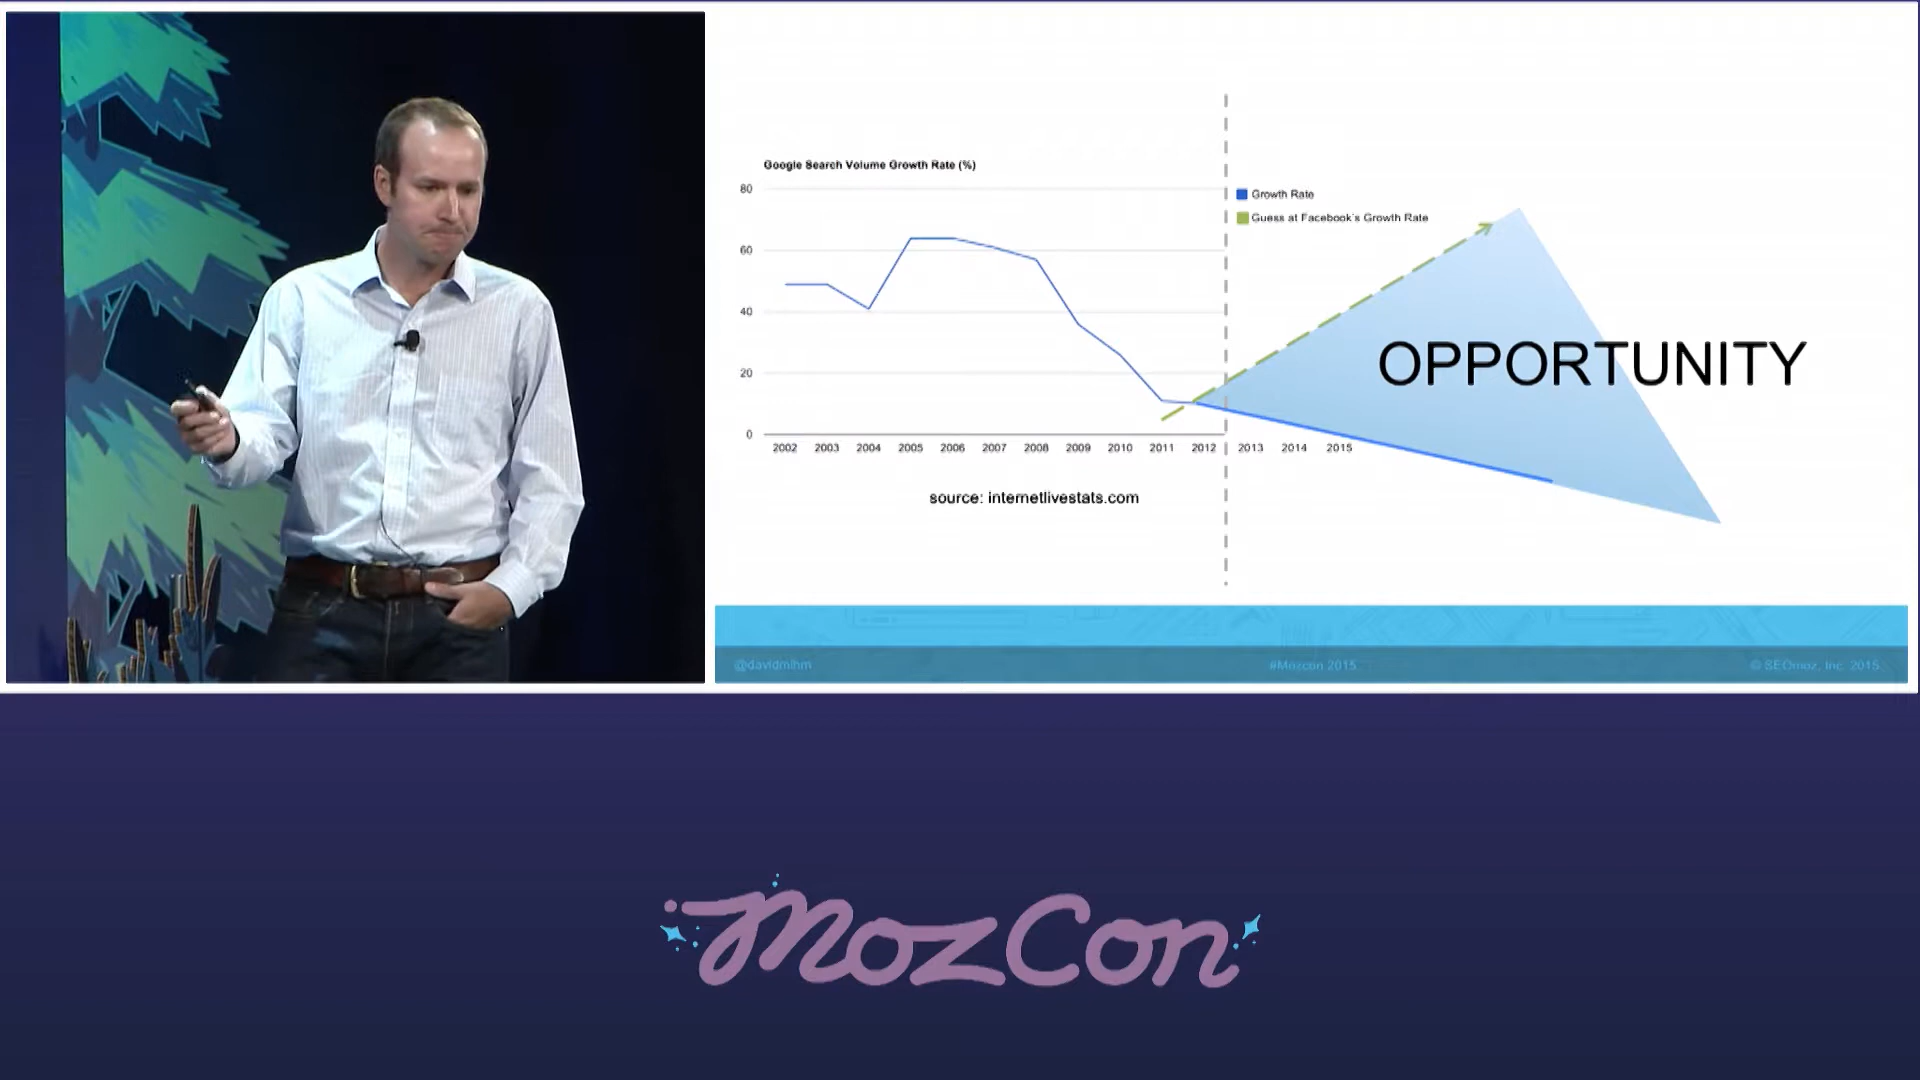 Google Search Volume Growth Rate (%)
80
60
40
20
0
2002 2003 2004 2005 2006 2007 2008 2009 2010 2011 2012 2013 2014 2015
Growth Rate
Guess at Facebook's Growth Rate
OPPORTUNITY
source: internetlivestats.com
@davidmihm #Mozcon 2015 © SEOmoz, Inc. 2015
MozCon